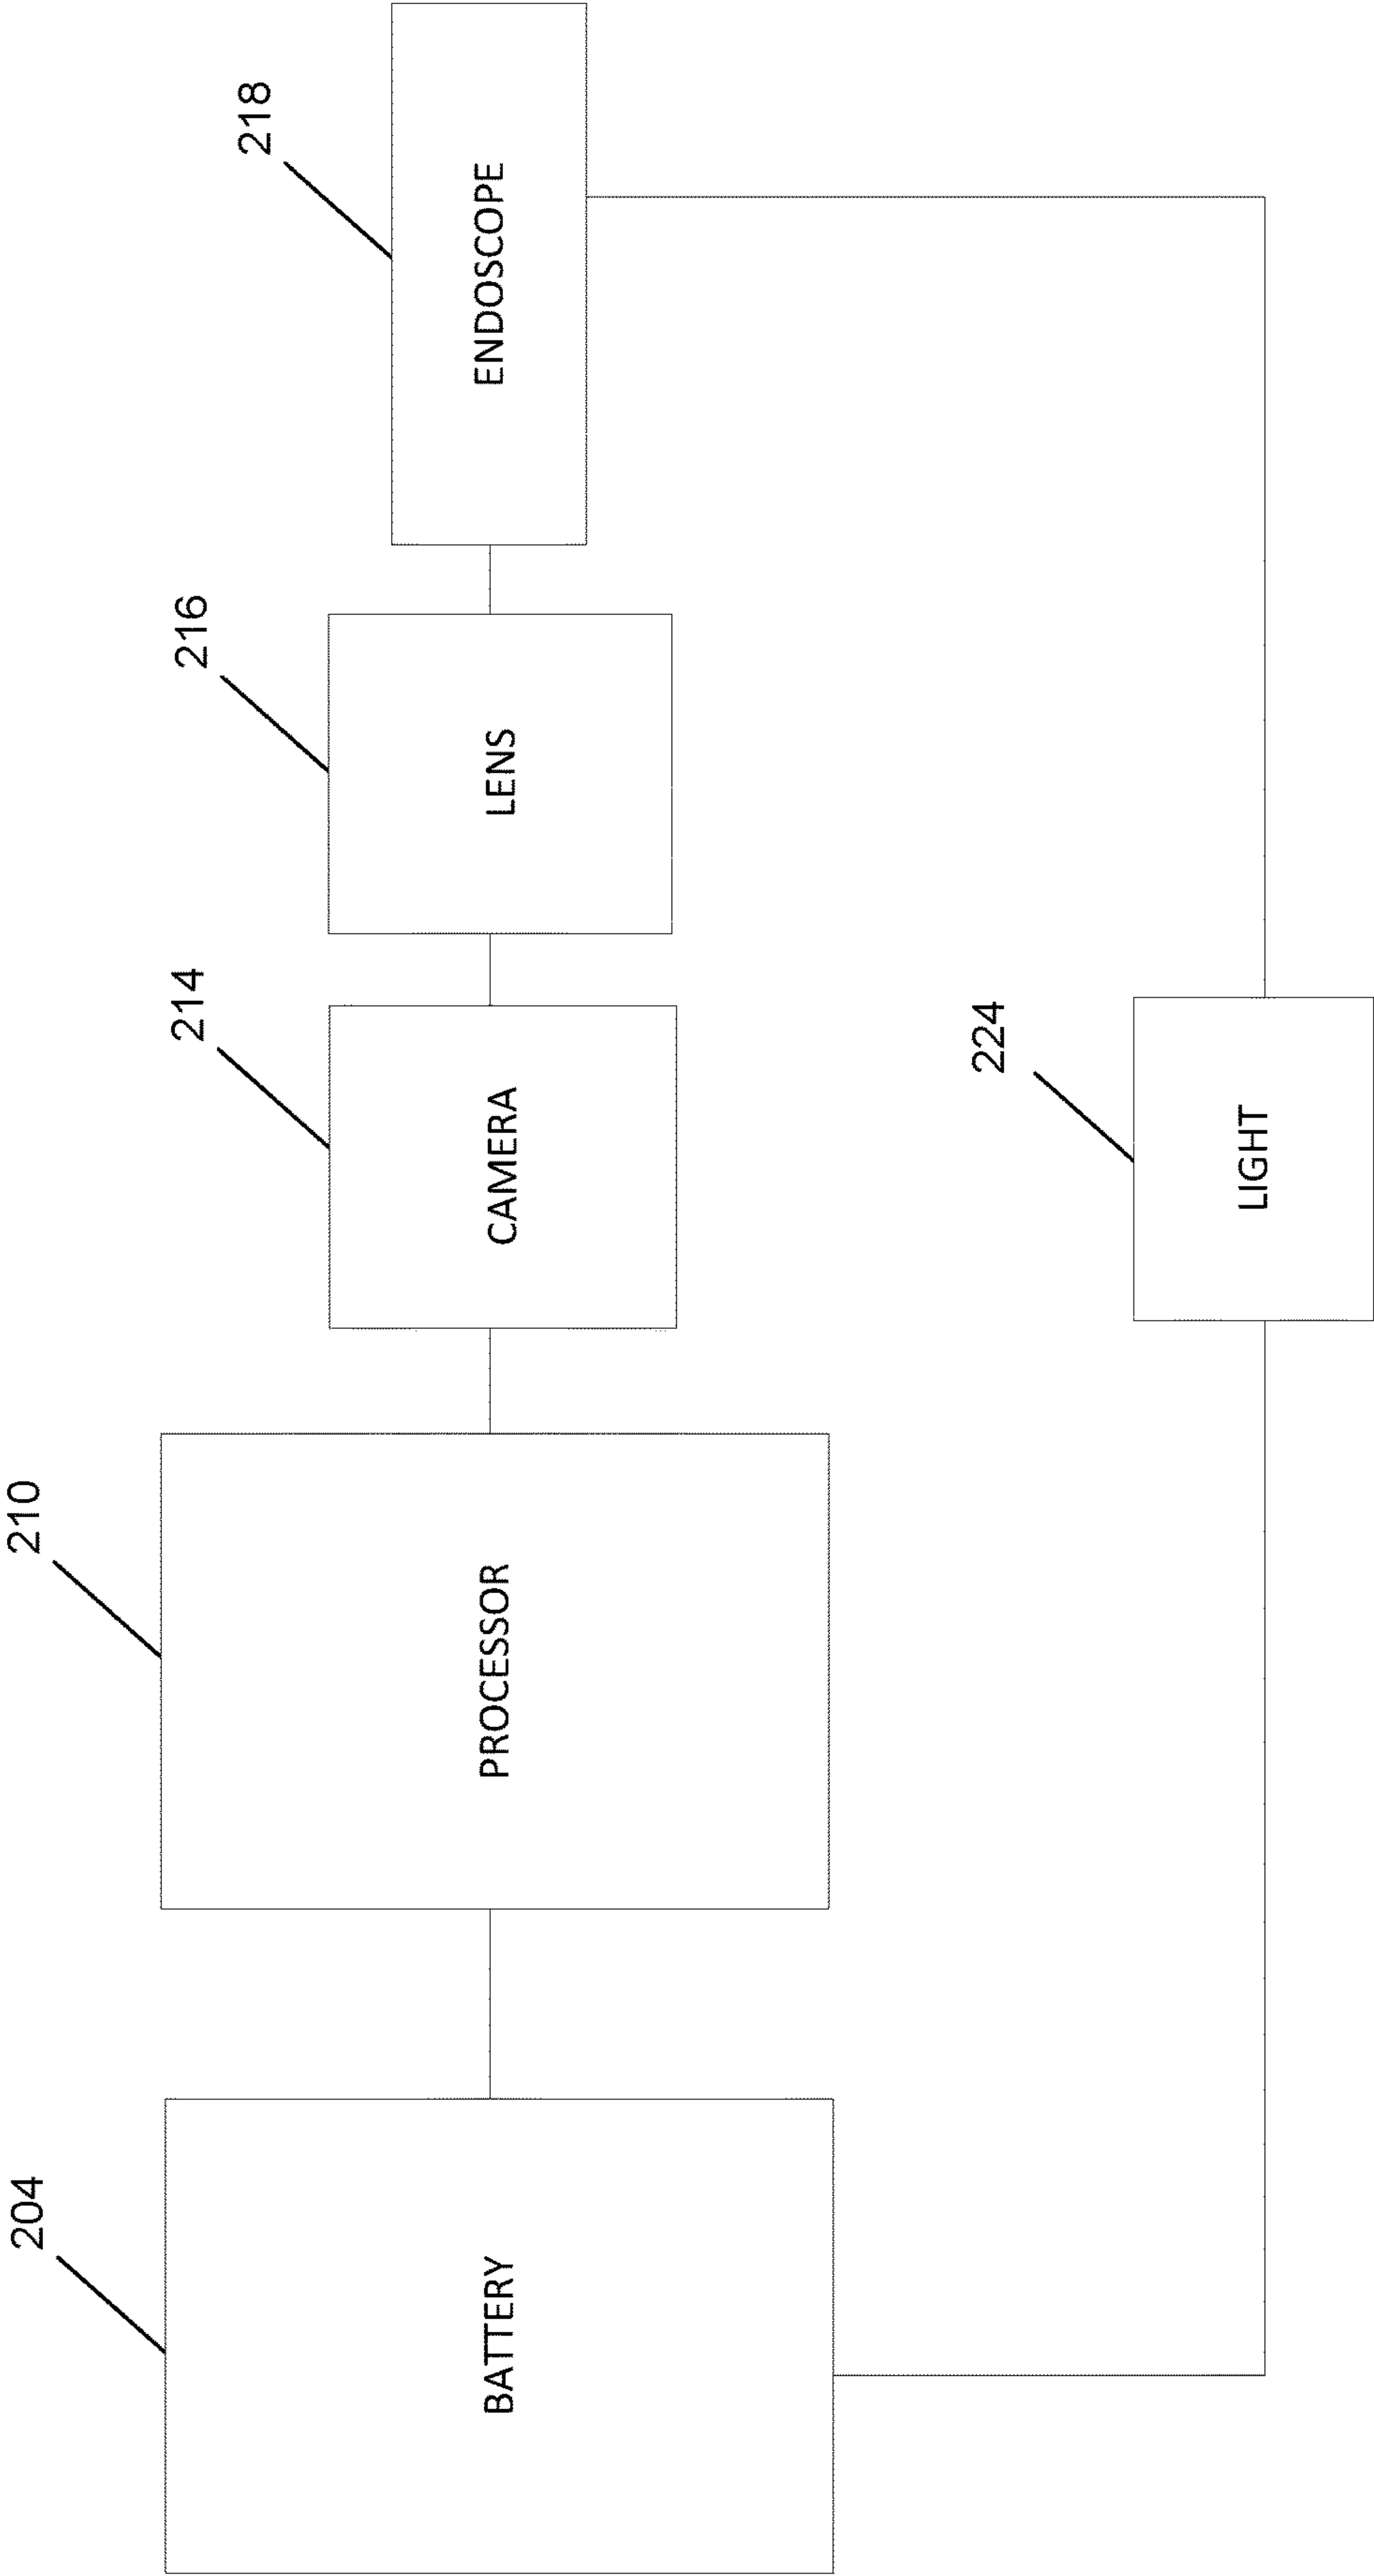 204
BATTERY
210
PROCESSOR
214
CAMERA
216
LENS
218
ENDOSCOPE
224
LIGHT